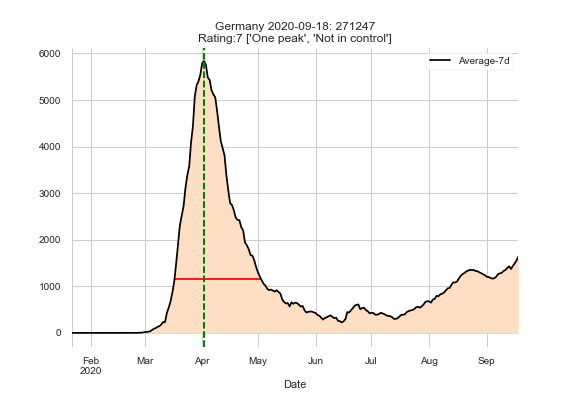 Germany 2020-09-18: 271247
Rating:7 ['One peak', 'Not in control']
Average-7d
6000
5000
4000
3000
2000
1000
0
Feb Mar Apr May Jun Jul Aug Sep
2020
Date